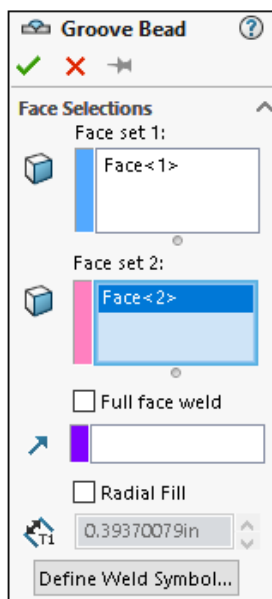 Groove Bead
Face Selections
Face set 1:
Face<1>
Face set 2:
Face<2>
Full face weld
Radial Fill
T1
0.39370079in
Define Weld Symbol...